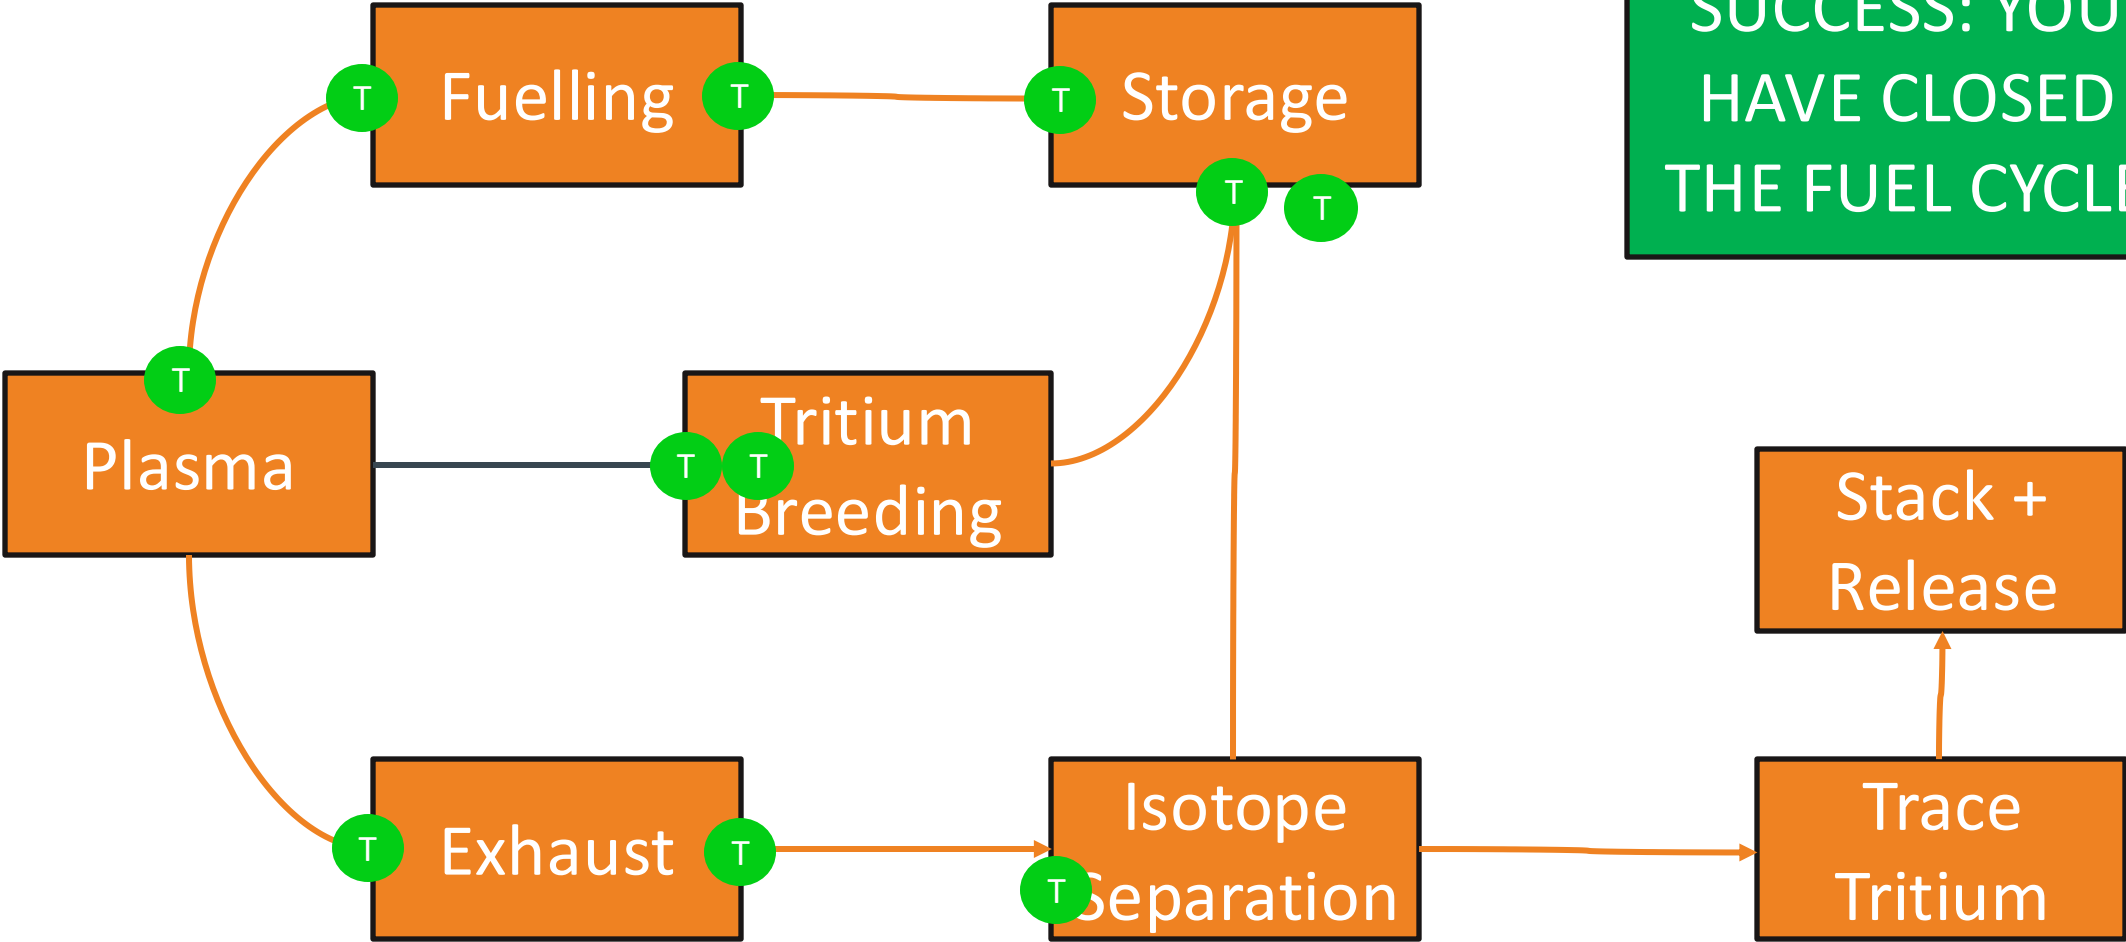 SUCCESS: YOU
HAVE CLOSED
THE FUEL CYCLE
T
Fuelling
T
T
Storage
T
T
T
Plasma
T
T
Tritium
Breeding
Stack +
Release
T
Exhaust
T
T
Isotope
Separation
Trace
Tritium